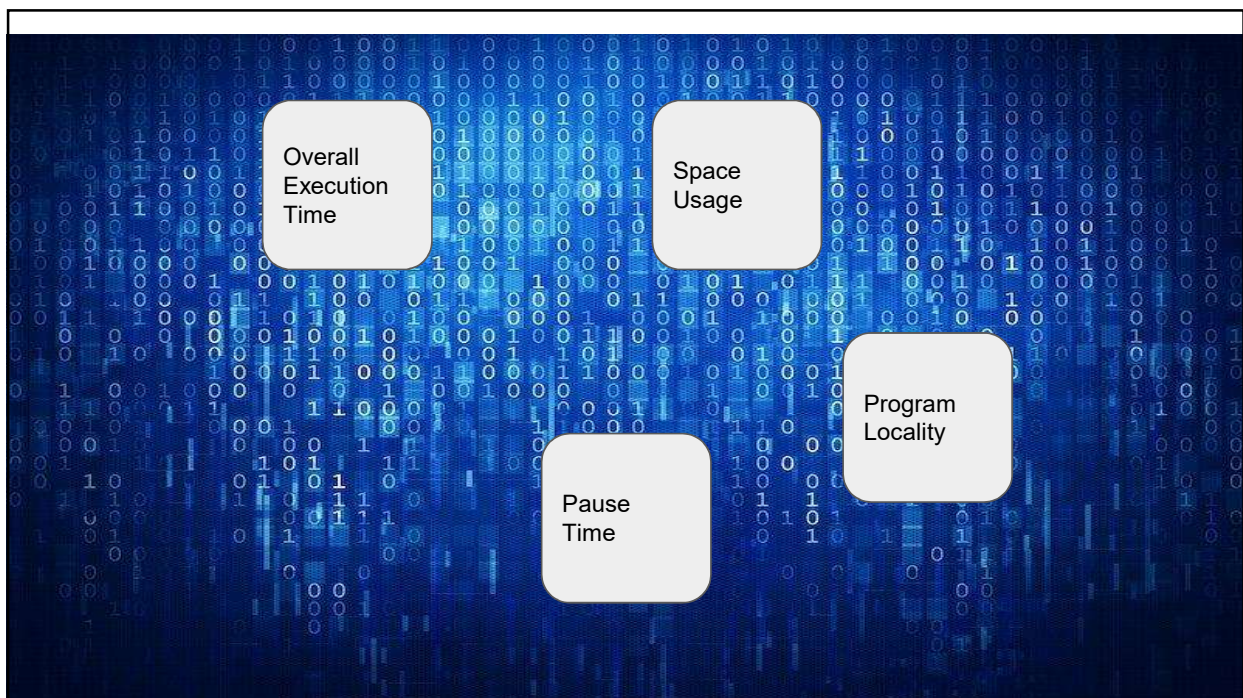 Overall
Execution
Time
Space
Usage
Program
Locality
Pause
Time